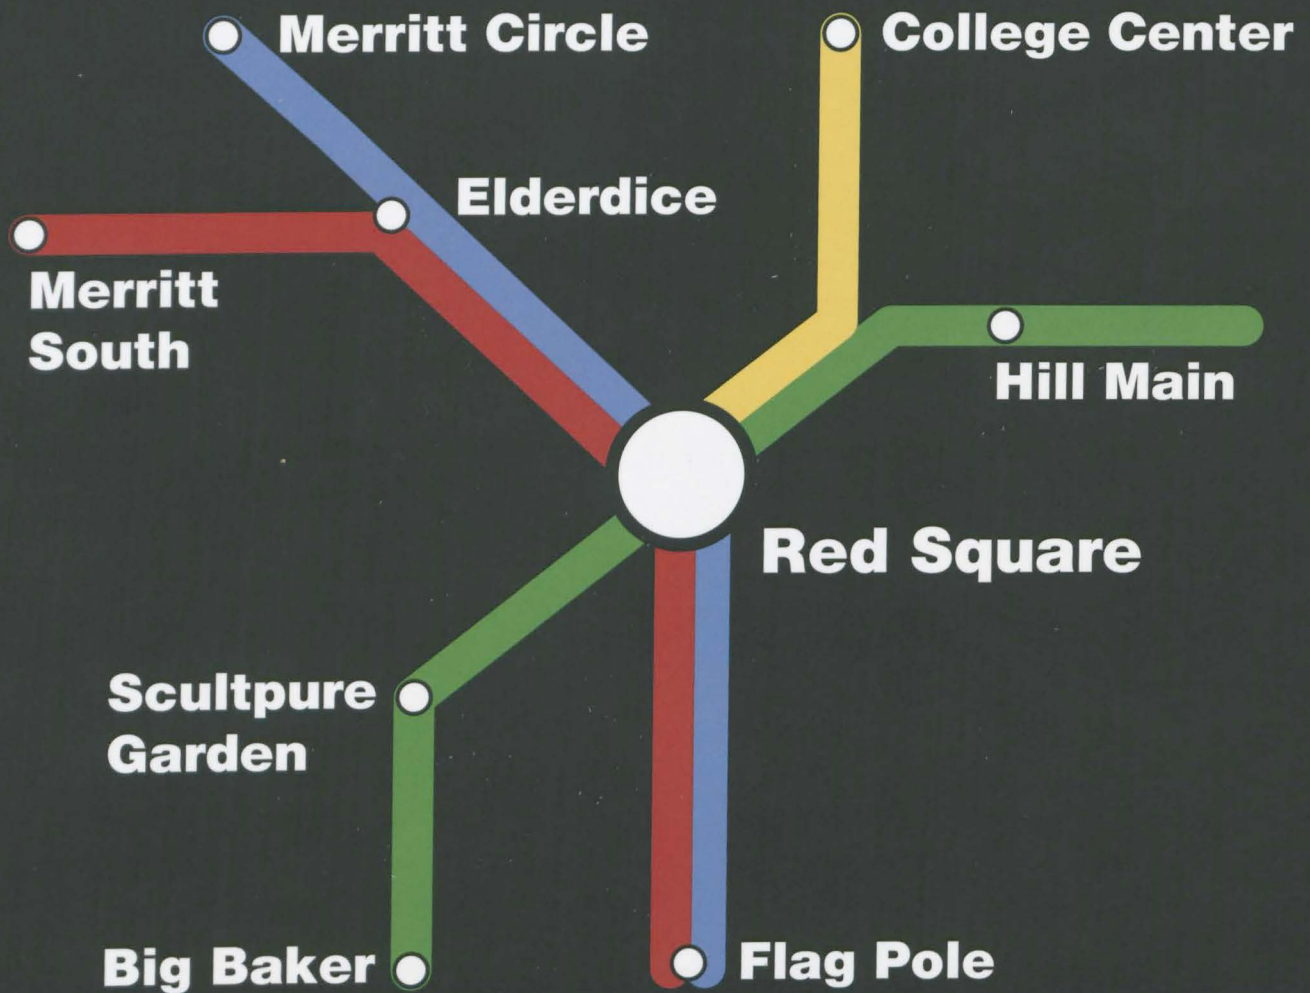 Merritt Circle
College Center
Elderdice
Merritt
South
Hill Main
Red Square
Scultpure
Garden
Big Baker
Flag Pole